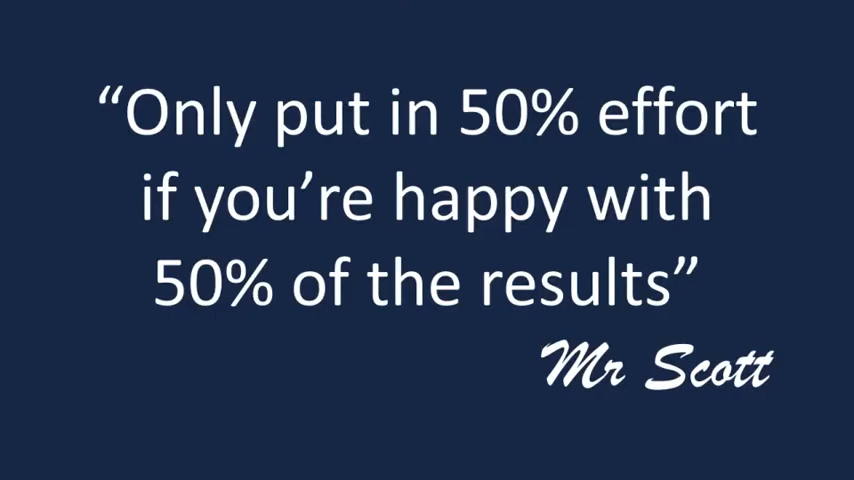 “Only put in 50% effort
if you’re happy with
50% of the results”
Mr Scott